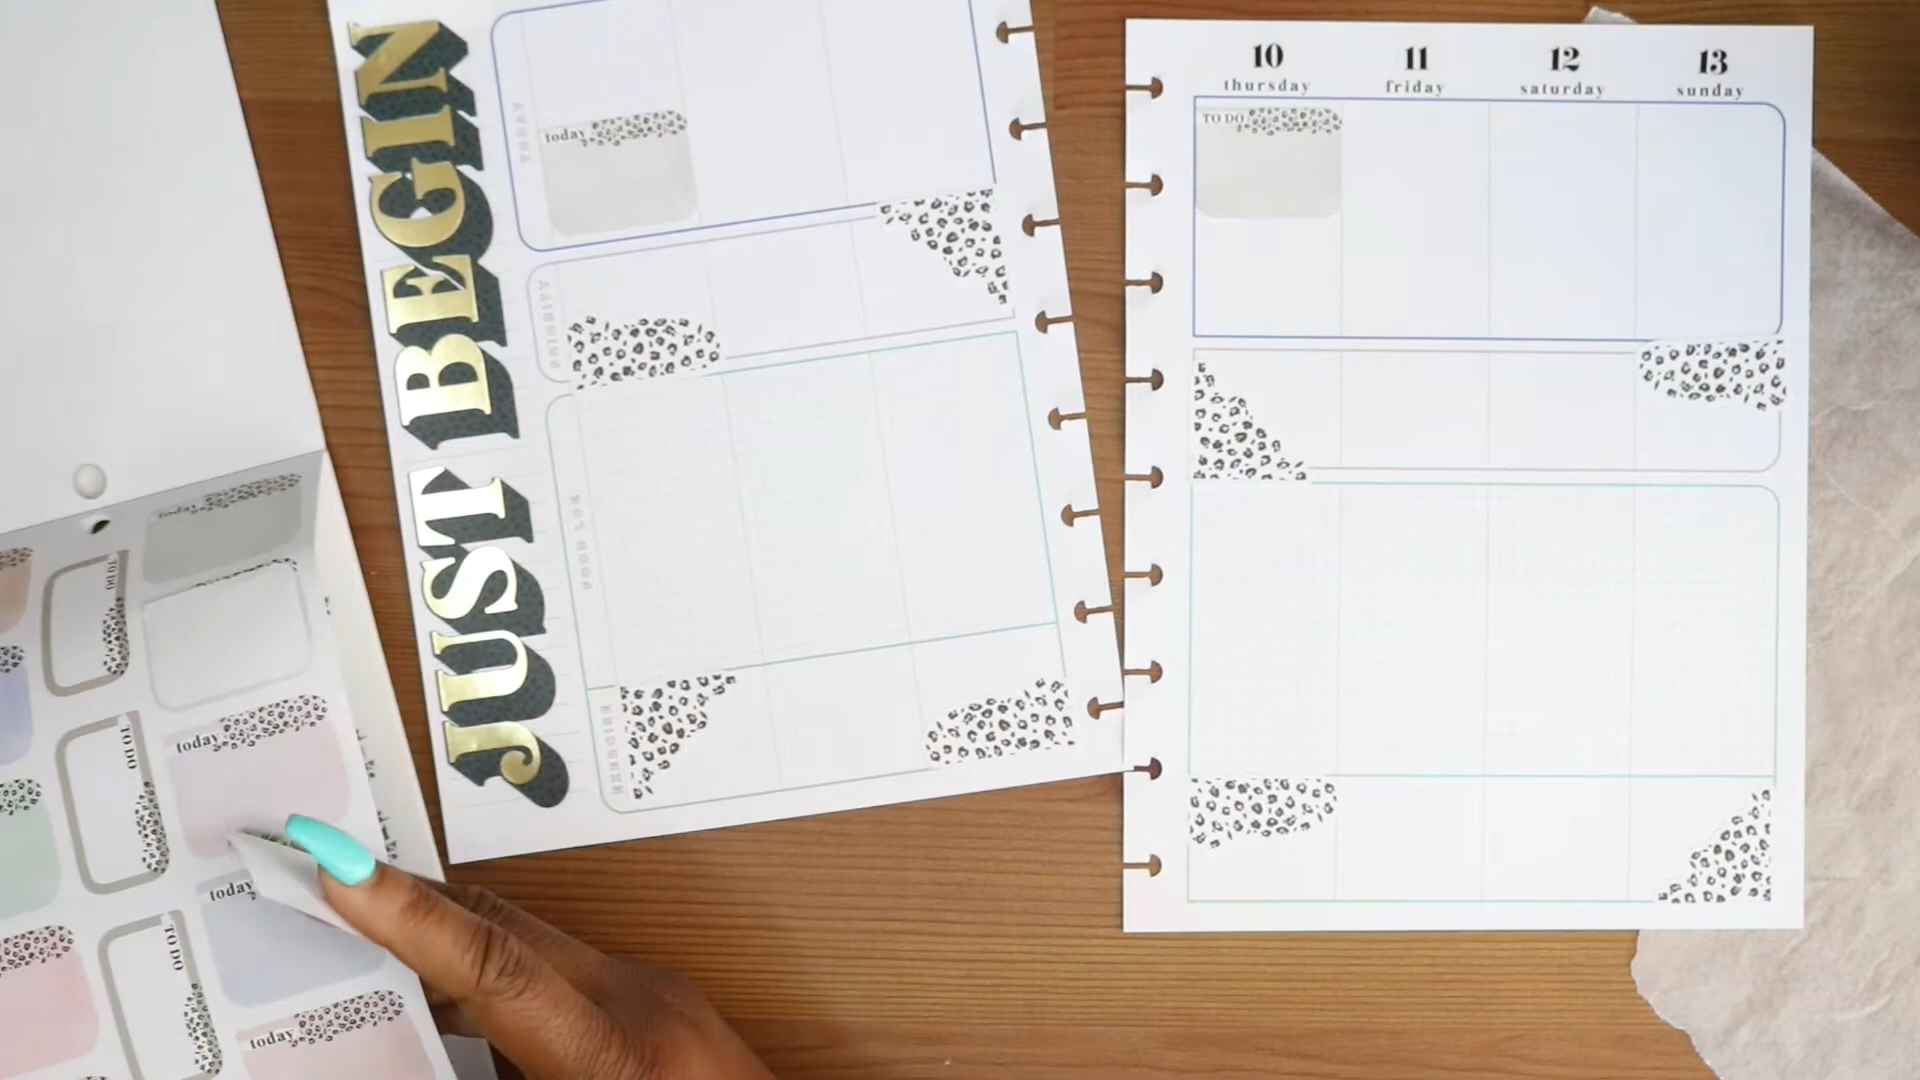 JUST BEGIN
today
10
thursday
11
friday
12
saturday
13
sunday
TO DO
today
TO DO
TO DO
today
today
TO DO
today